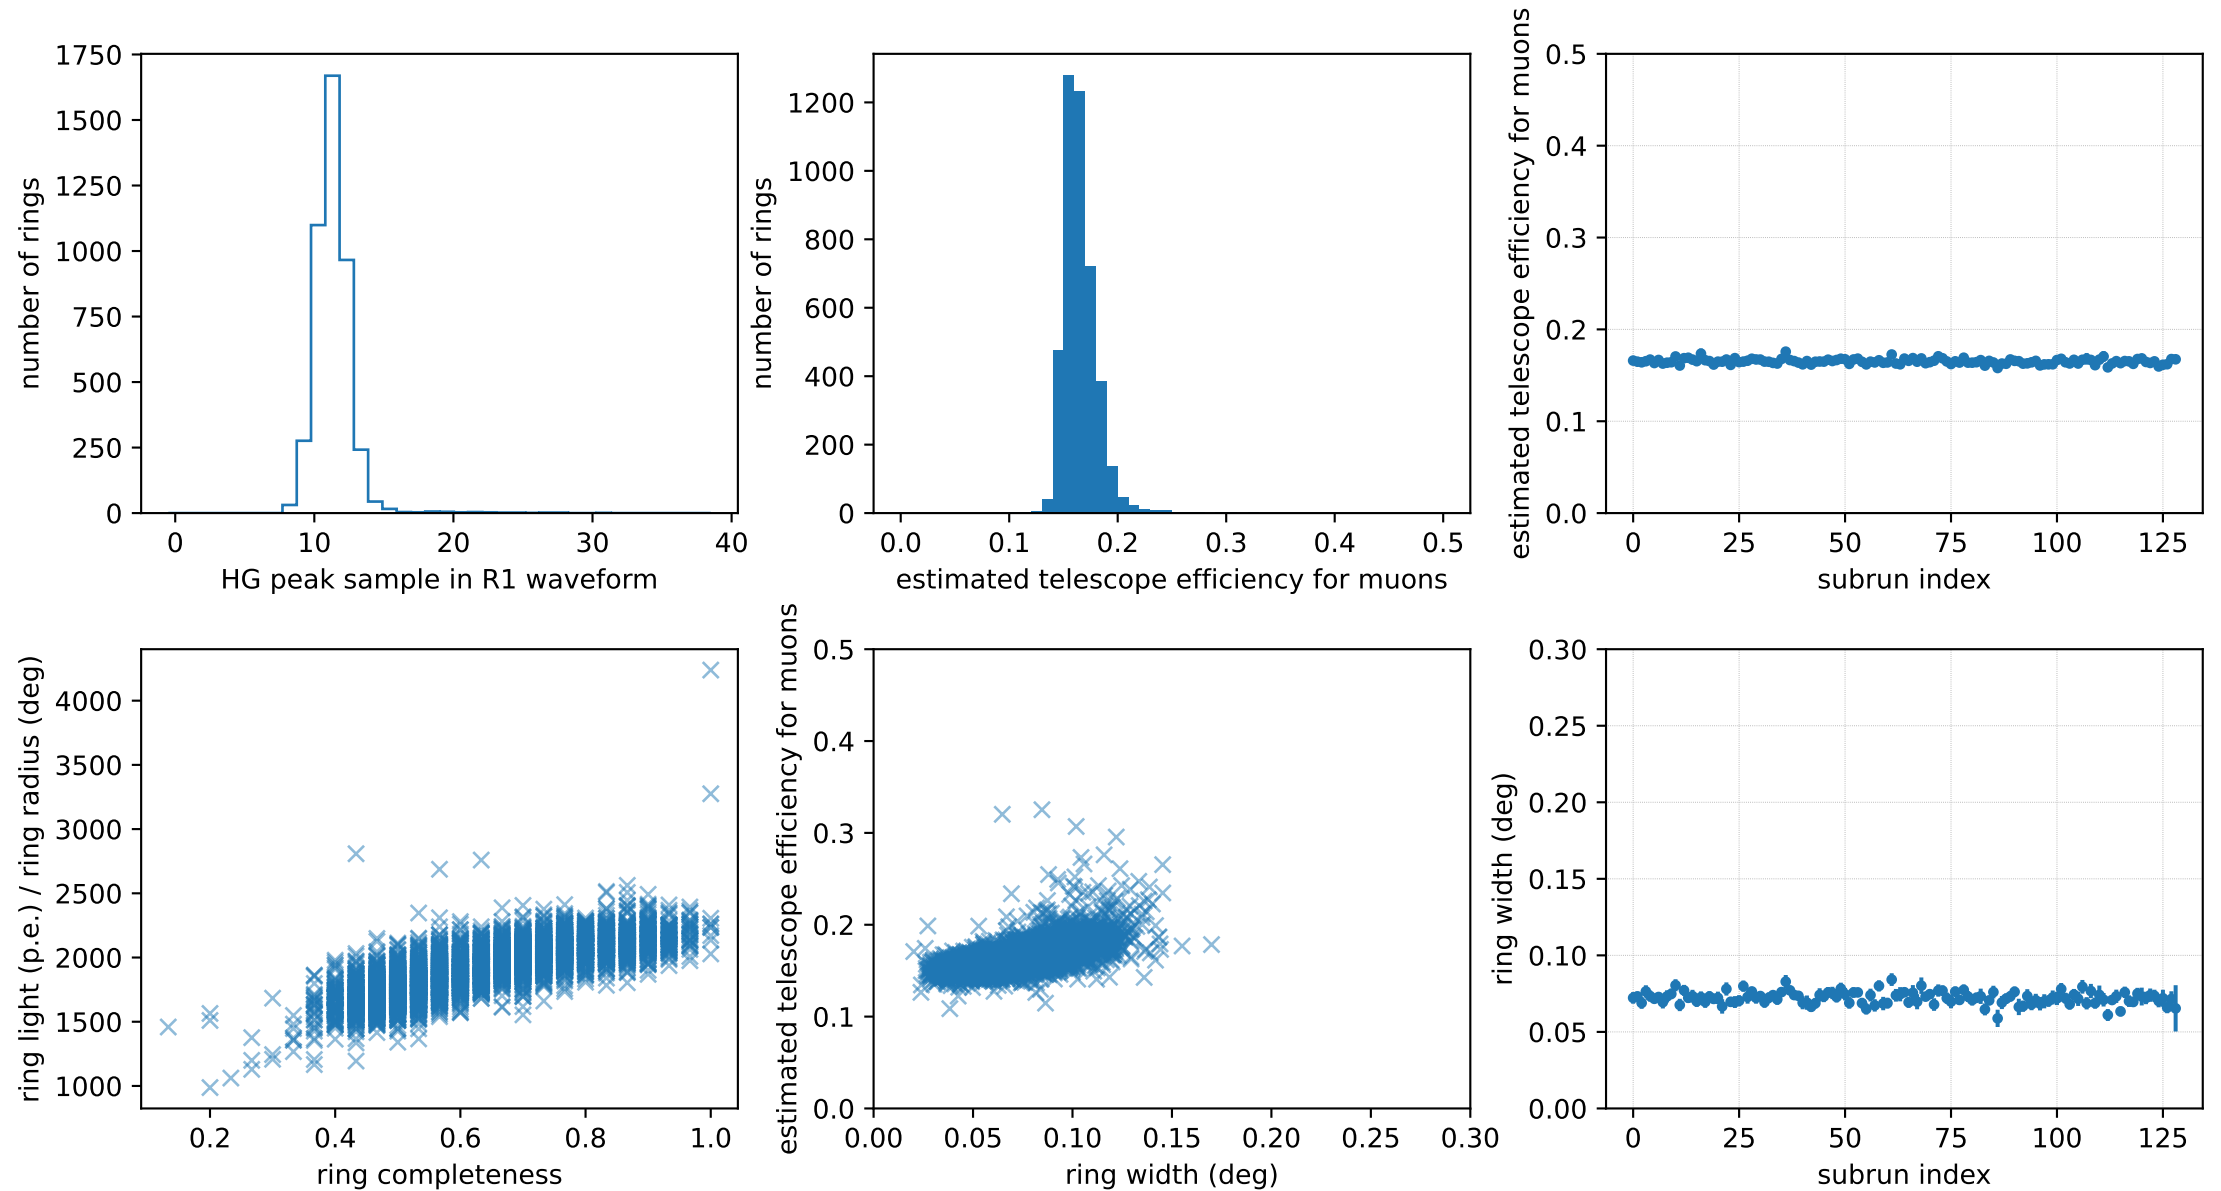 number of rings
1750
1500
1250
1000
750
500
250
0
0 10 20 30 40
HG peak sample in R1 waveform
number of rings
1200
1000
800
600
400
200
0
0.0 0.1 0.2 0.3 0.4 0.5
estimated telescope efficiency for muons
estimated telescope efficiency for muons
0.5
0.4
0.3
0.2
0.1
0.0
0 25 50 75 100 125
subrun index
ring light (p.e.) / ring radius (deg)
4000
3500
3000
2500
2000
1500
1000
0.2 0.4 0.6 0.8 1.0
ring completeness
estimated telescope efficiency for muons
0.5
0.4
0.3
0.2
0.1
0.0
0.00 0.05 0.10 0.15 0.20 0.25 0.30
ring width (deg)
ring width (deg)
0.30
0.25
0.20
0.15
0.10
0.05
0.00
0 25 50 75 100 125
subrun index